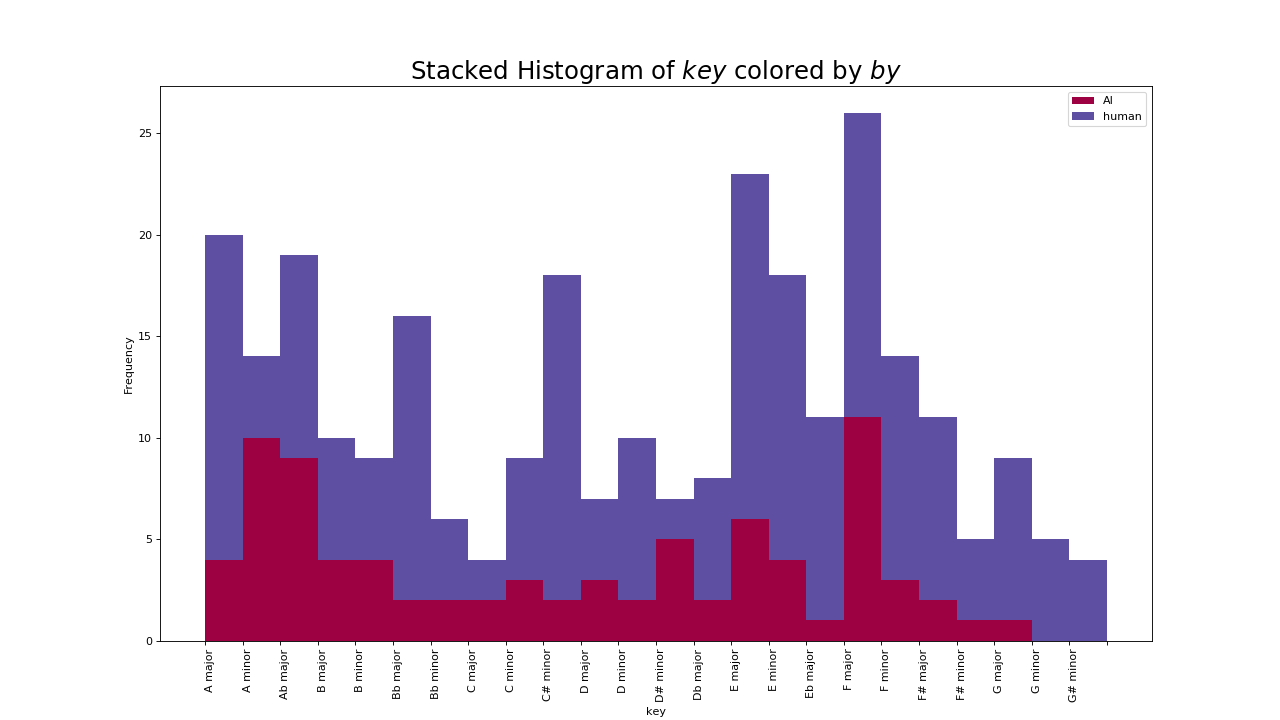 Stacked Histogram of key colored by by
AI
human
25
20
15
10
5
0
Frequency
A major
A minor
Ab major
B major
B minor
Bb major
Bb minor
C major
C minor
C# minor
D major
D minor
D# minor
Db major
E major
E minor
Eb major
F major
F minor
F# major
F# minor
G major
G minor
G# minor
key